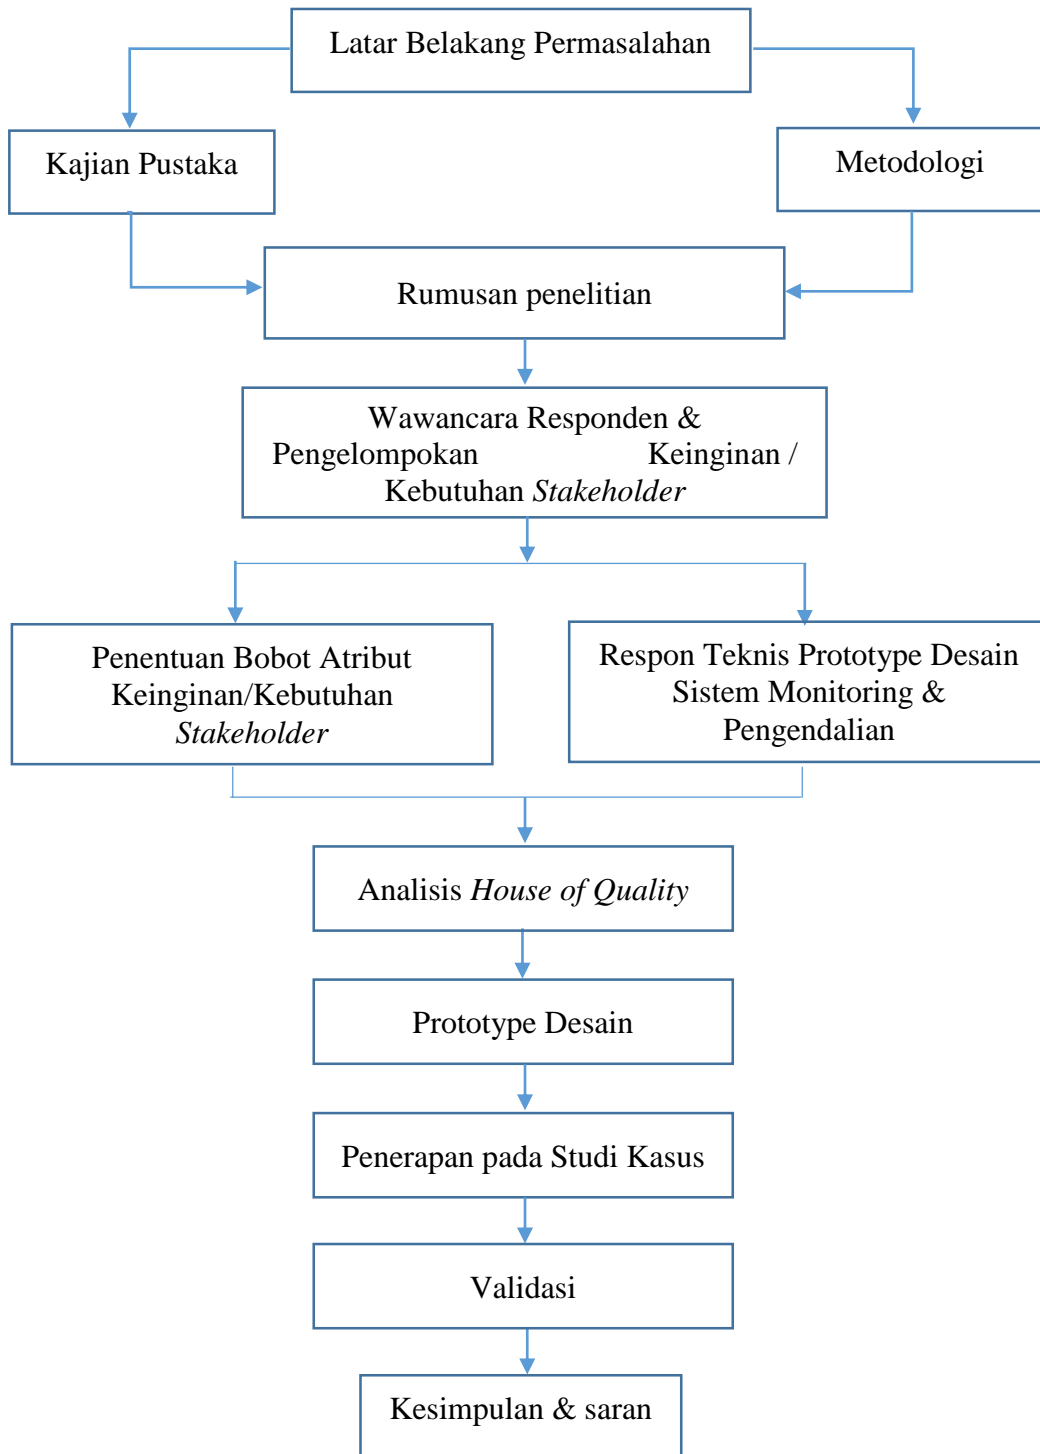 Latar Belakang Permasalahan
Kajian Pustaka
Metodologi
Rumusan penelitian
Wawancara Responden &
Pengelompokan Keinginan /
Kebutuhan Stakeholder
Penentuan Bobot Atribut
Keinginan/Kebutuhan
Stakeholder
Respon Teknis Prototype Desain
Sistem Monitoring &
Pengendalian
Analisis House of Quality
Prototype Desain
Penerapan pada Studi Kasus
Validasi
Kesimpulan & saran